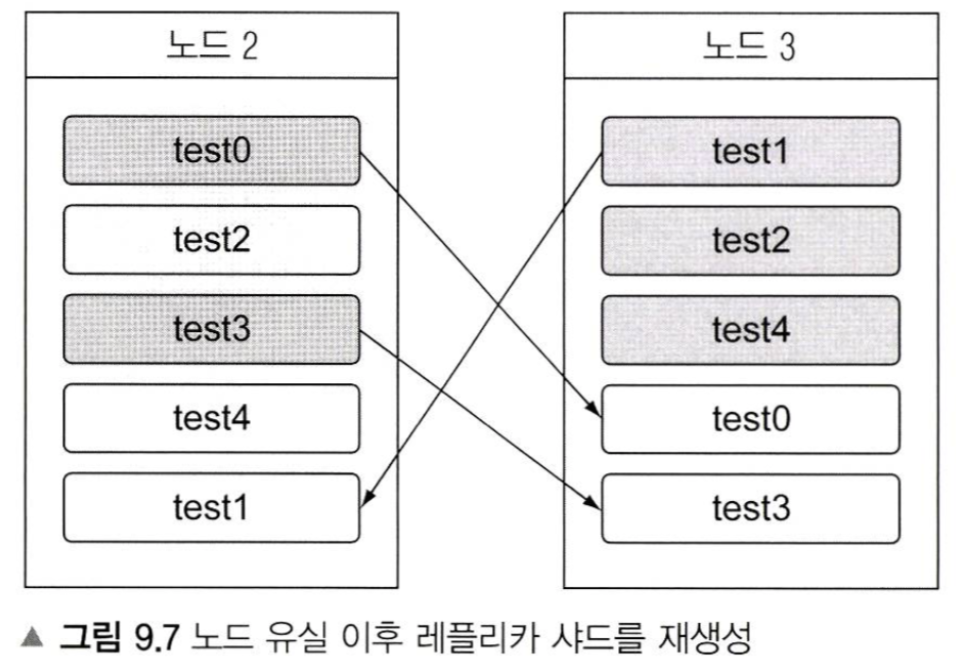 노드 2
test0
test2
test3
test4
test1
노드 3
test1
test2
test4
test0
test3
▲ 그림 9.7 노드 유실 이후 레플리카 샤드를 재생성